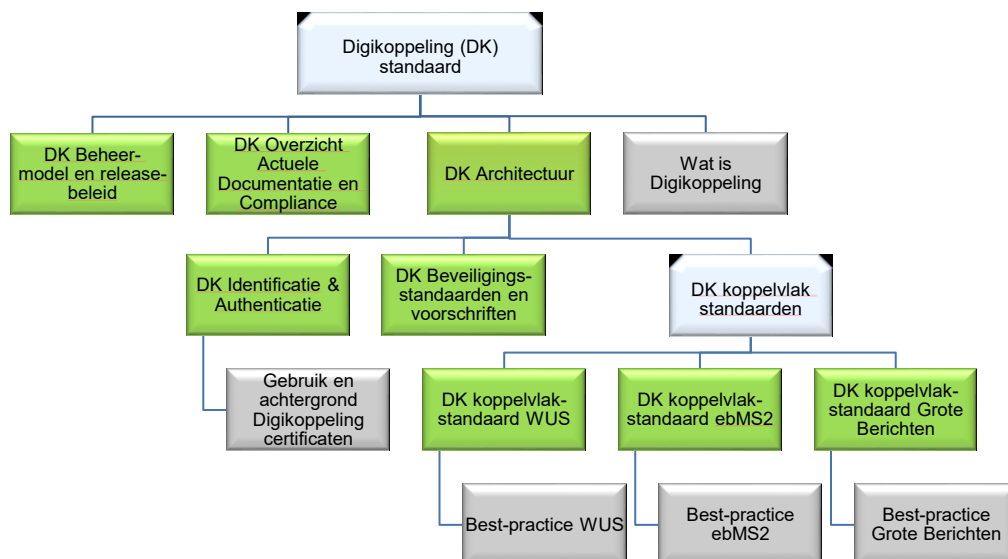 Digikoppeling (DK)
standaard
DK Beheer-
model en release-
beleid
DK Overzicht
Actuele
Documentatie en
Compliance
DK Architectuur
Wat is
Digikoppeling
DK Identificatie &
Authenticatie
DK Beveiligings-
standaarden en
voorschriften
DK koppelvlak
standaarden
Gebruik en
achtergrond
Digikoppeling
certificaten
DK koppelvlak-
standaard WUS
DK koppelvlak-
standaard ebMS2
DK koppelvlak-
standaard Grote
Berichten
Best-practice WUS
Best-practice
ebMS2
Best-practice
Grote Berichten